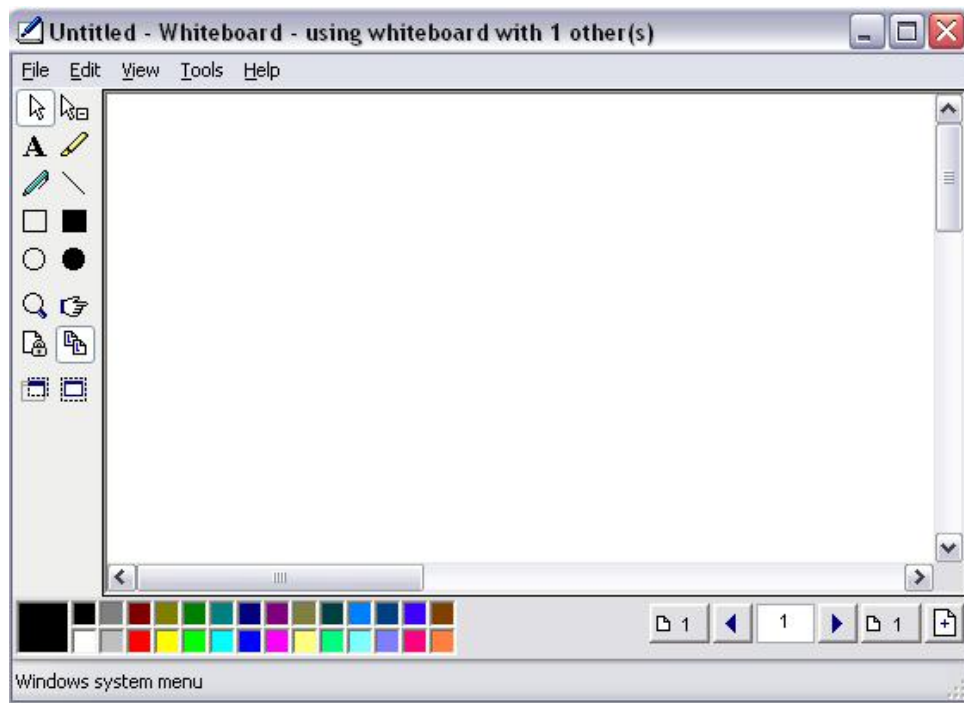 Untitled - Whiteboard - using whiteboard with 1 other(s)
File Edit View Tools Help
A
1 1 1
Windows system menu